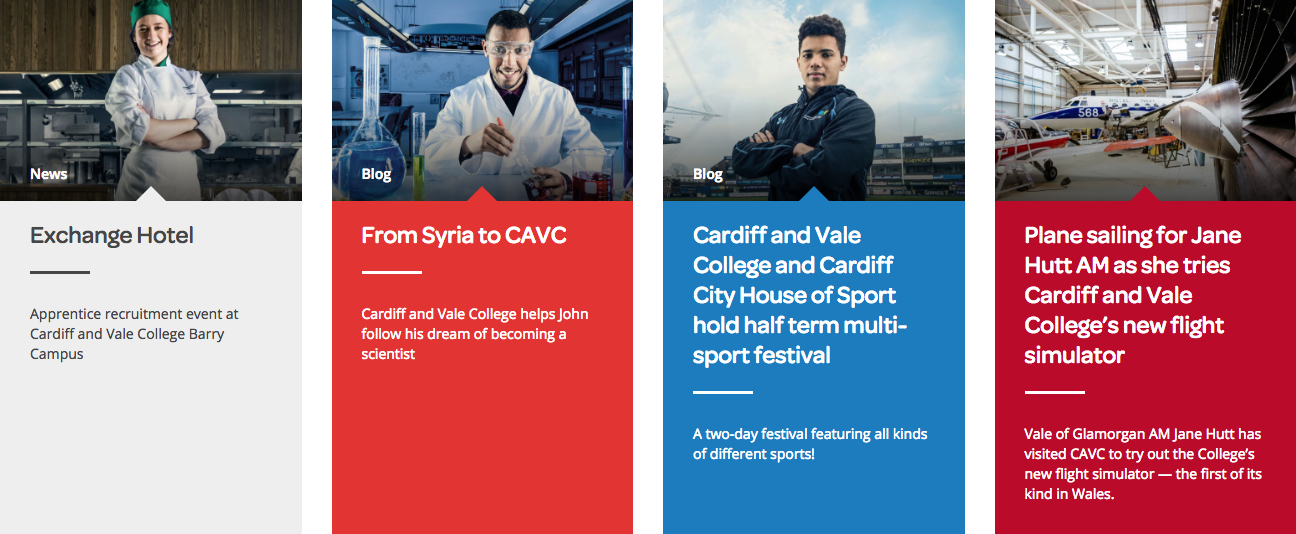 News
Exchange Hotel
Apprentice recruitment event at
Cardiff and Vale College Barry
Campus
Blog
From Syria to CAVC
Cardiff and Vale College helps John
follow his dream of becoming a
scientist
Blog
Cardiff and Vale
College and Cardiff
City House of Sport
hold half term multi-
sport festival
A two-day festival featuring all kinds
of different sports!
568
Plane sailing for Jane
Hutt AM as she tries
Cardiff and Vale
College’s new flight
simulator
Vale of Glamorgan AM Jane Hutt has
visited CAVC to try out the College’s
new flight simulator — the first of its
kind in Wales.